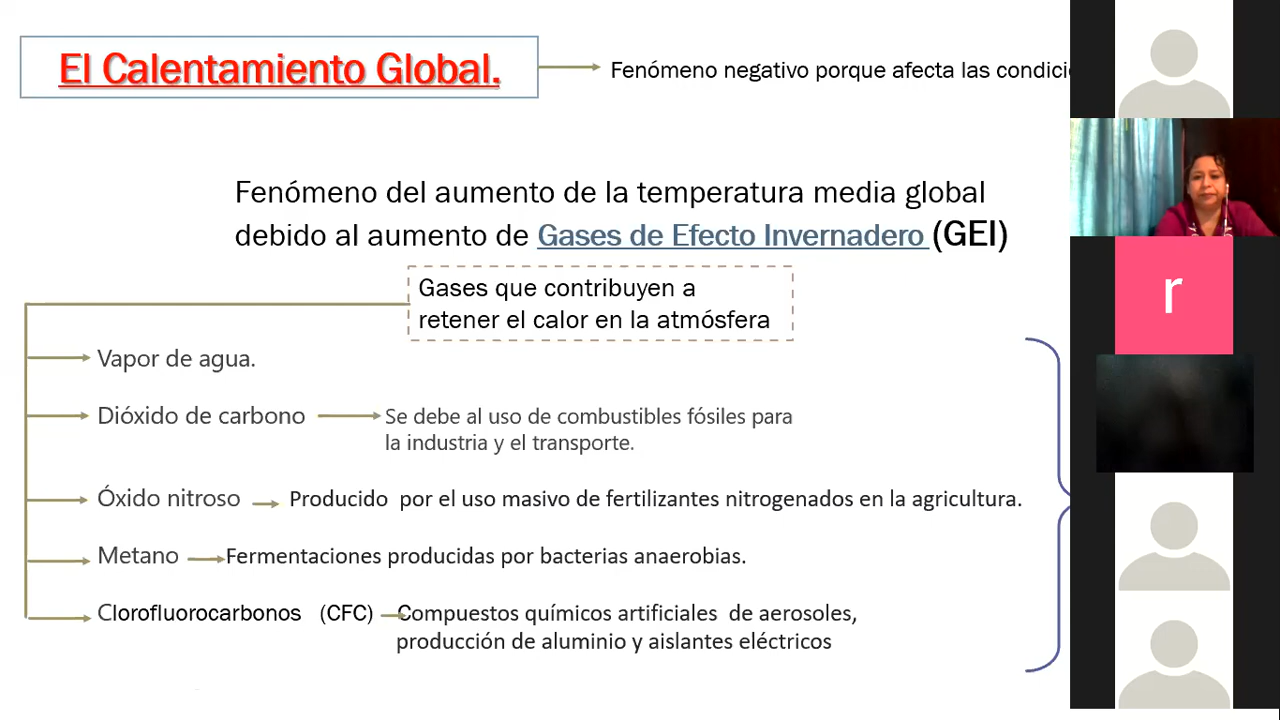 El Calentamiento Global.
Fenómeno negativo porque afecta las
Fenómeno del aumento de la temperatura media global
debido al aumento de Gases de Efecto Invernadero (GEI)
Gases que contribuyen a
retener el calor en la atmósfera
Vapor de agua.
Dióxido de carbono
Se debe al uso de combustibles fósiles para
la industria y el transporte.
Óxido nitroso
Producido por el uso masivo de fertilizantes nitrogenados en la agricultura.
Metano
Fermentaciones producidas por bacterias anaerobias.
Clorofluorocarbonos (CFC)
Compuestos químicos artificiales de aerosoles,
producción de aluminio y aislantes eléctricos
r